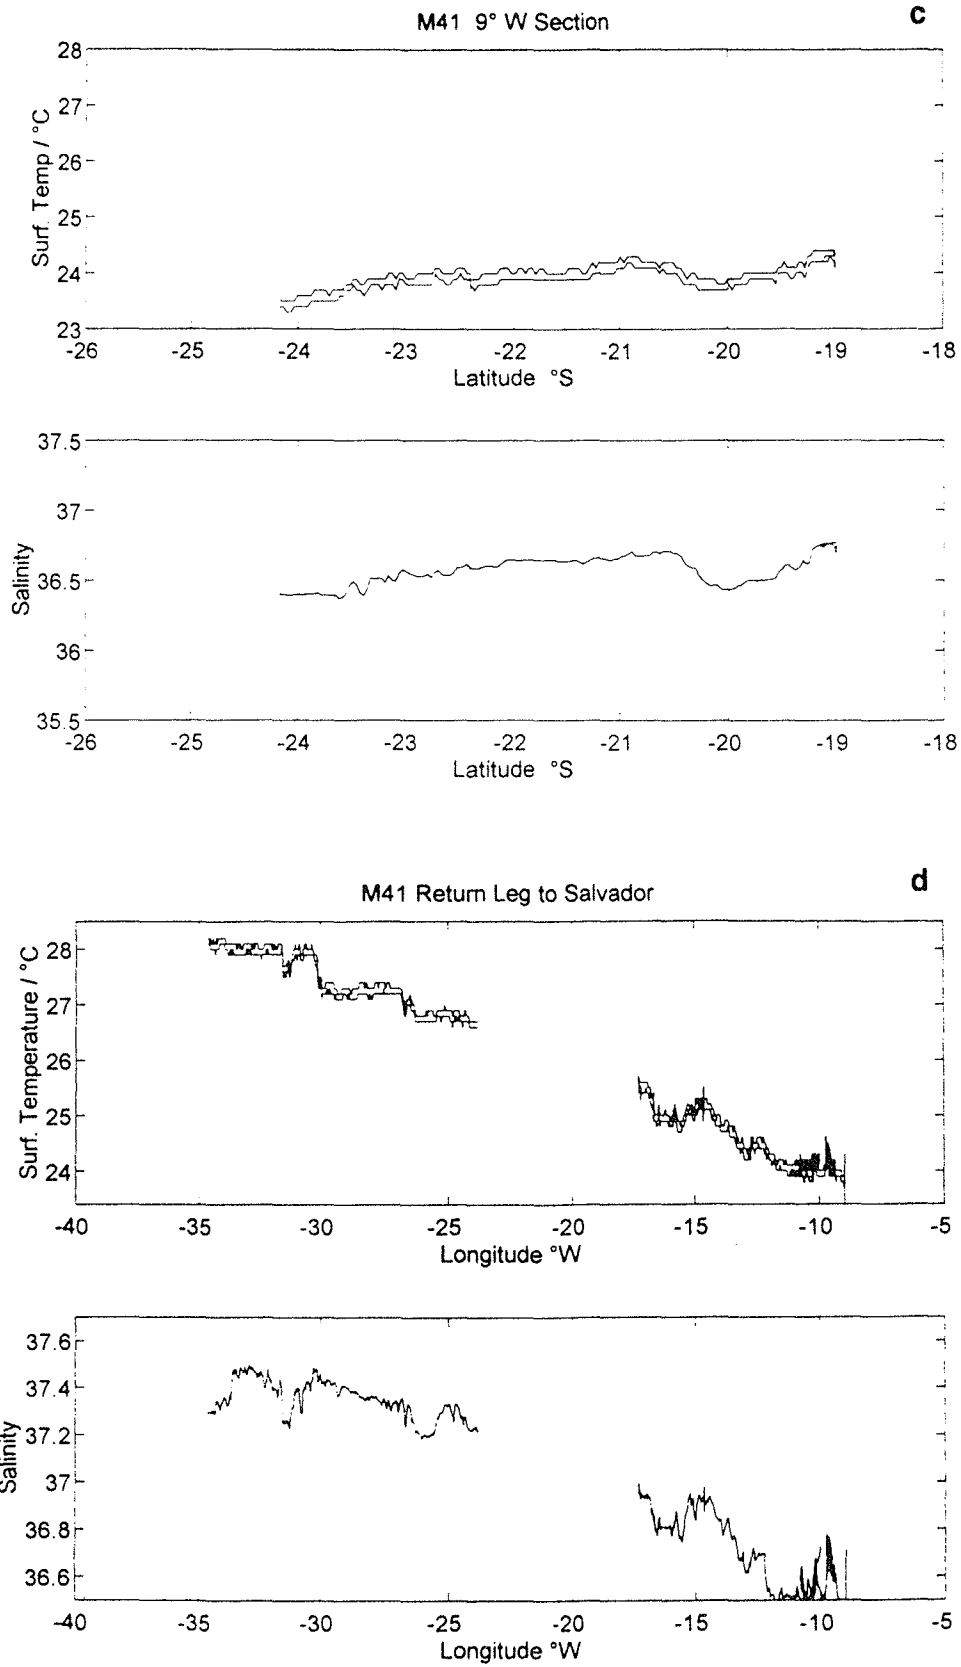 c
M41 9° W Section
28
27
26
25
24
23
Surf. Temp / °C
-26 -25 -24 -23 -22 -21 -20 -19 -18
Latitude °S
37.5
37
36.5
36
35.5
Salinity
-26 -25 -24 -23 -22 -21 -20 -19 -18
Latitude °S
d
M41 Return Leg to Salvador
28
27
26
25
24
Surf. Temperature / °C
-40 -35 -30 -25 -20 -15 -10 -5
Longitude °W
37.6
37.4
37.2
37
36.8
36.6
Salinity
-40 -35 -30 -25 -20 -15 -10 -5
Longitude °W